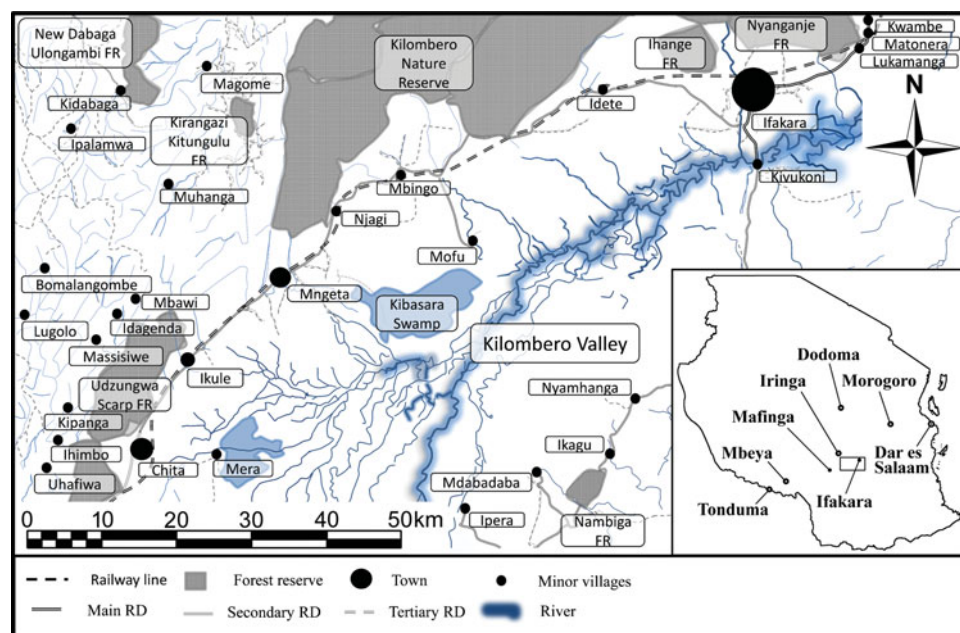 New Dabaga
Ulongambi FR
Kilombero
Nature
Reserve
Ihange
FR
Nyanganje
FR
Kwambe
Matonera
Lukamanga
Magome
Kidabaga
Kirangazi
Kitungulu
FR
Ipalamwa
Idete
Ifakara
N
Muhanga
Mbingo
Kivukoni
Njagi
Mofu
Bomalangombe
Mngeta
Mbawi
Kibasara
Swamp
Lugolo
Idagenda
Massisiwe
Kilombero Valley
Udzungwa
Scarp FR
Ikule
Nyamhanga
Kipanga
Ikagu
Ihimbo
Chita
Mera
Uhafiwa
Mdabadaba
Ipera
Nambiga
FR
0 10 20 30 40 50km
Dodoma
Iringa
Morogoro
Mafinga
Mbeya
Dar es
Salaam
Tonduma
Ifakara
Railway line
Forest reserve
Town
Minor villages
Main RD
Secondary RD
Tertiary RD
River